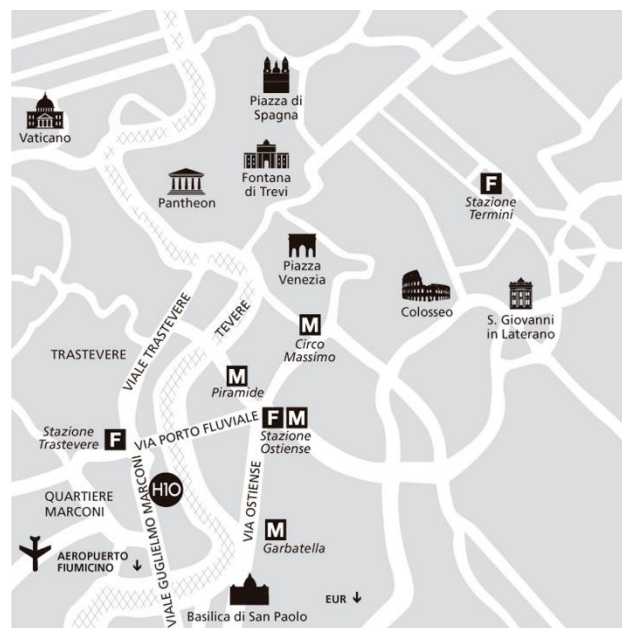 Piazza di
Spagna
Vaticano
Fontana
di Trevi
Pantheon
F
Stazione
Termini
Piazza
Venezia
Colosseo
S. Giovanni
in Laterano
TEVERE
VIALE TRASTEVERE
M
Circo
Massimo
TRASTEVERE
M
Piramide
Stazione
Trastevere
F
VIA PORTO FLUVIALE
F M
Stazione
Ostiense
H10
QUARTIERE
MARCONI
VIALE GUGLIELMO MARCONI
VIA OSTIENSE
M
Garbatella
AEROPUERTO
FIUMICINO ↓
EUR ↓
Basilica di San Paolo